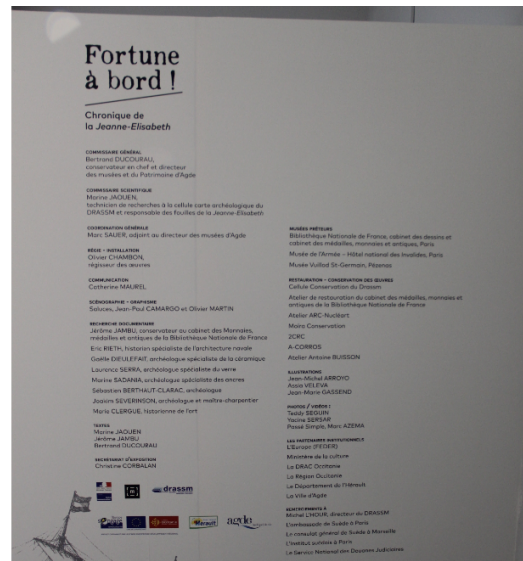 Fortune
à bord !
Chronique de
la Jeanne-Elisabeth
COMMISSAIRE GÉNÉRAL
Bertrand DUCOURAU,
conservateur en chef et directeur
des musées et du Patrimoine d'Agde
COMMISSAIRE SCIENTIFIQUE
Marine JAOUEN,
technicien de recherches à la cellule carte archéologique du
DRASSM et responsable des fouilles de la Jeanne-Elisabeth
COORDINATION GÉNÉRALE
Marc SAUER, adjoint au directeur des musées d'Agde
RÉGIE - INSTALLATION
Olivier CHAMBON,
régisseur des œuvres
COMMUNICATION
Catherine MAUREL
SCÉNOGRAPHIE - GRAPHISME
Saluces, Jean-Paul CAMARGO et Olivier MARTIN
RECHERCHE DOCUMENTAIRE
Jérôme JAMBU, conservateur au cabinet des Monnaies,
médailles et antiques de la Bibliothèque Nationale de France
Eric RIETH, historien spécialiste de l'architecture navale
Gaëlle DIEULEFAIT, archéologue spécialiste de la céramique
Laurence SERRA, archéologue spécialiste du verre
Marine SADANIA, archéologue spécialiste des ancres
Sébastien BERTHAUT-CLARAC, archéologue
Joakim SEVERINSON, archéologue et maître-charpentier
Marie CLERGUE, historienne de l'art
TEXTES
Marine JAOUEN
Jérôme JAMBU
Bertrand DUCOURAU
SECRÉTARIAT D'EXPOSITION
Christine CORBALAN
drassm
Hérault
agde
MUSÉES PRÊTEURS
Bibliothèque Nationale de France, cabinet des dessins et
cabinet des médailles, monnaies et antiques, Paris
Musée de l'Armée - Hôtel national des Invalides, Paris
Musée Vulliod St-Germain, Pézenas
RESTAURATION - CONSERVATION DES ŒUVRES
Cellule Conservation du Drassm
Atelier de restauration du cabinet des médailles, monnaies et
antiques de la Bibliothèque Nationale de France
Atelier ARC-Nucléart
Moira Conservation
2CRC
A-CORROS
Atelier Antoine BUISSON
ILLUSTRATIONS
Jean-Michel ARROYO
Assia VELEVA
Jean-Marie GASSEND
PHOTOS / VIDÉOS :
Teddy SEGUIN
Yacine SERSAR
Passé Simple, Marc AZEMA
LES PARTENAIRES INSTITUTIONNELS
L'Europe (FEDER)
Ministère de la culture
La DRAC Occitanie
La Région Occitanie
Le Département de l'Hérault
La Ville d'Agde
REMERCIEMENTS À
Michel L'HOUR, directeur du DRASSM
L'ambassade de Suède à Paris
Le consulat général de Suède à Marseille
L'Institut suédois à Paris
Le Service National des Douanes Judiciaires